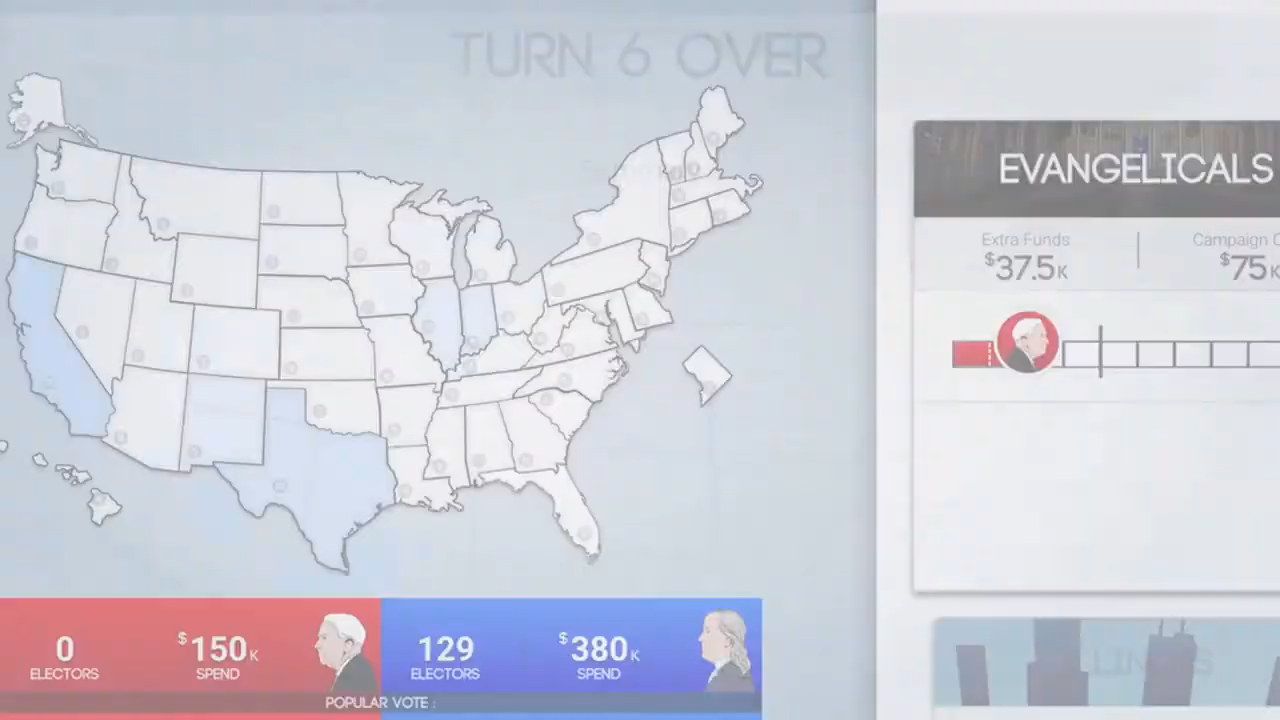 TURN 6 OVER
EVANGELICALS
Extra Funds
$37.5K
Campaign C
$75K
0
ELECTORS
$150K
SPEND
129
ELECTORS
$380K
SPEND
POPULAR VOTE :